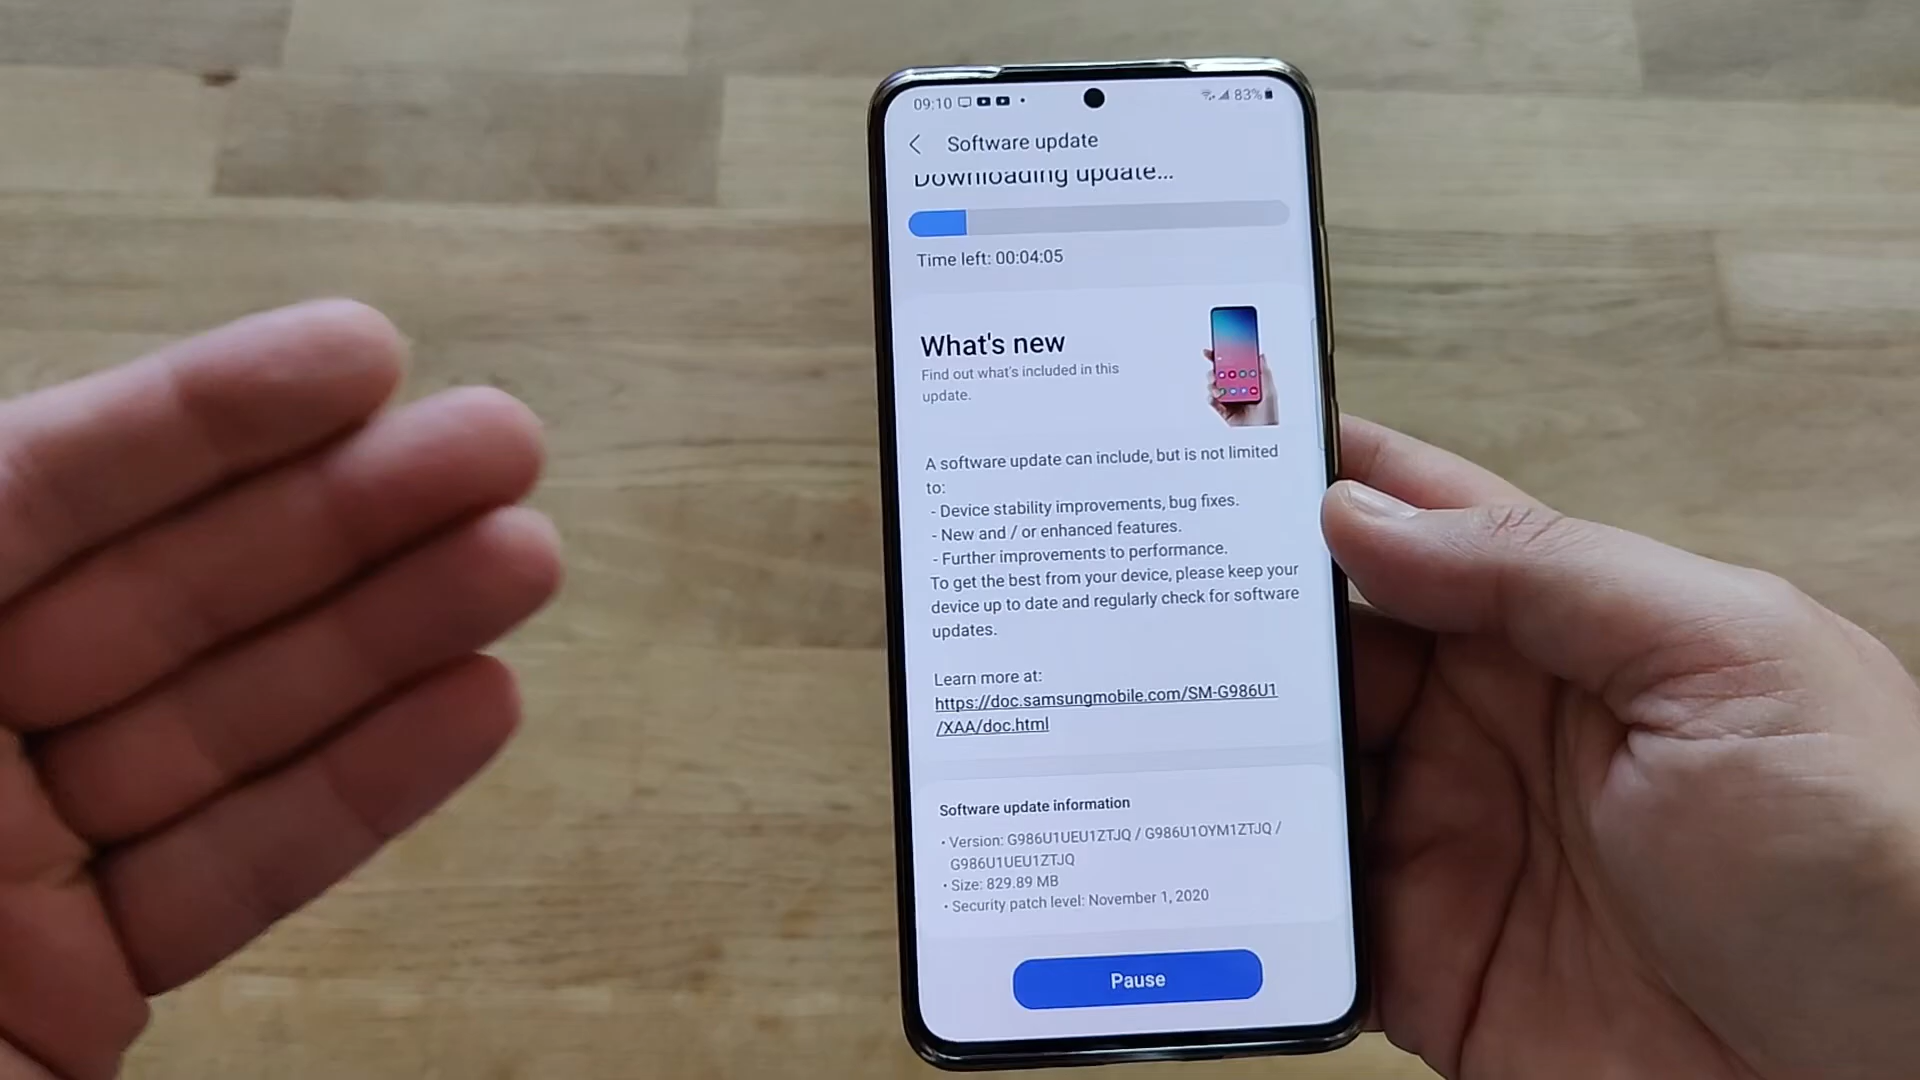 09:10
83%
Software update
Downloading update...
Time left: 00:04:05
What's new
Find out what's included in this
update.
A software update can include, but is not limited
to:
- Device stability improvements, bug fixes.
- New and / or enhanced features.
- Further improvements to performance.
To get the best from your device, please keep your
device up to date and regularly check for software
updates.
Learn more at:
https://doc.samsungmobile.com/SM-G986U1
/XAA/doc.html
Software update information
• Version: G986U1UEU1ZTJQ / G986U1OYM1ZTJQ /
G986U1UEU1ZTJQ
• Size: 829.89 MB
• Security patch level: November 1, 2020
Pause